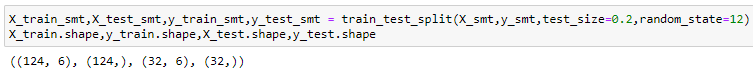 X_train_smt,X_test_smt,y_train_smt,y_test_smt = train_test_split(X_smt,y_smt,test_size=0.2,random_state=12)
X_train.shape,y_train.shape,X_test.shape,y_test.shape
((124, 6), (124,), (32, 6), (32,))